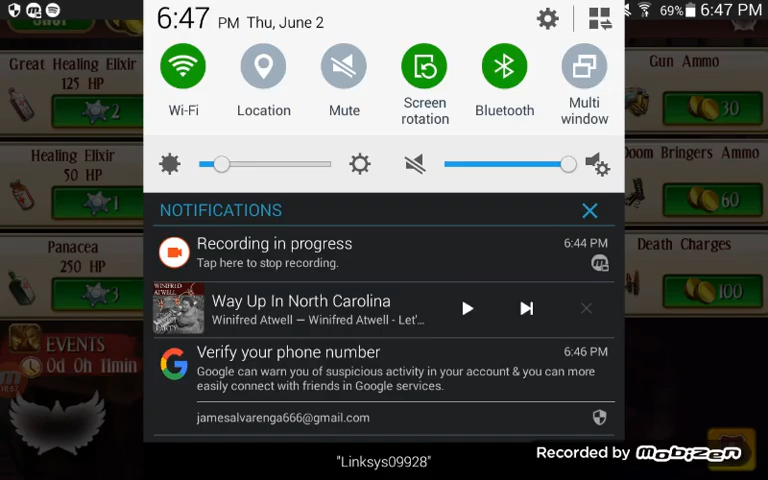 6:47 PM Thu, June 2
69% 6:47 PM
Wi-Fi
Location
Mute
Screen rotation
Bluetooth
Multi window
NOTIFICATIONS
Recording in progress
6:44 PM
Tap here to stop recording.
WINIFRED ATWELL
Way Up In North Carolina
Winifred Atwell — Winifred Atwell - Let'...
Verify your phone number
6:46 PM
Google can warn you of suspicious activity in your account & you can more
easily connect with friends in Google services.
jamesalvarenga666@gmail.com
"Linksys09928"
Great Healing Elixir
125 HP
2
Healing Elixir
50 HP
1
Panacea
250 HP
3
EVENTS
0d 0h 11min
Gun Ammo
30
Doom Bringers Ammo
60
Death Charges
100
Recorded by Mobizen